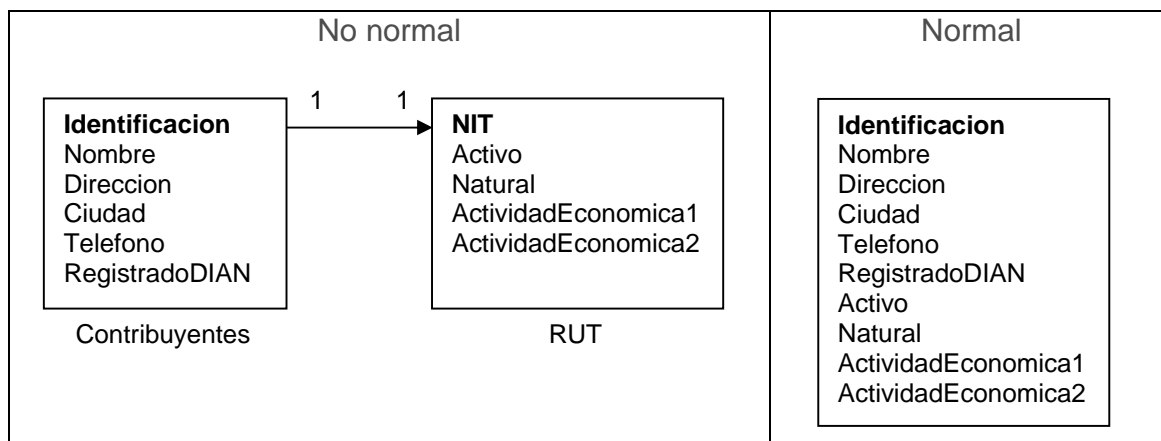 No normal
Normal
1
1
Identificacion
Nombre
Direccion
Ciudad
Telefono
RegistradoDIAN
Contribuyentes
NIT
Activo
Natural
ActividadEconomica1
ActividadEconomica2
RUT
Identificacion
Nombre
Direccion
Ciudad
Telefono
RegistradoDIAN
Activo
Natural
ActividadEconomica1
ActividadEconomica2